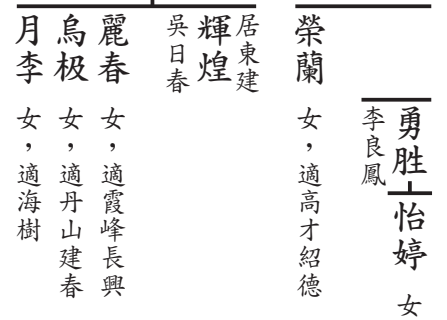 勇胜 怡婷 女
李良鳳
榮蘭 女，適高才紹德
居東建
輝煌
吳日春
麗春 女，適霞峰長興
烏极 女，適丹山建春
月李 女，適海樹